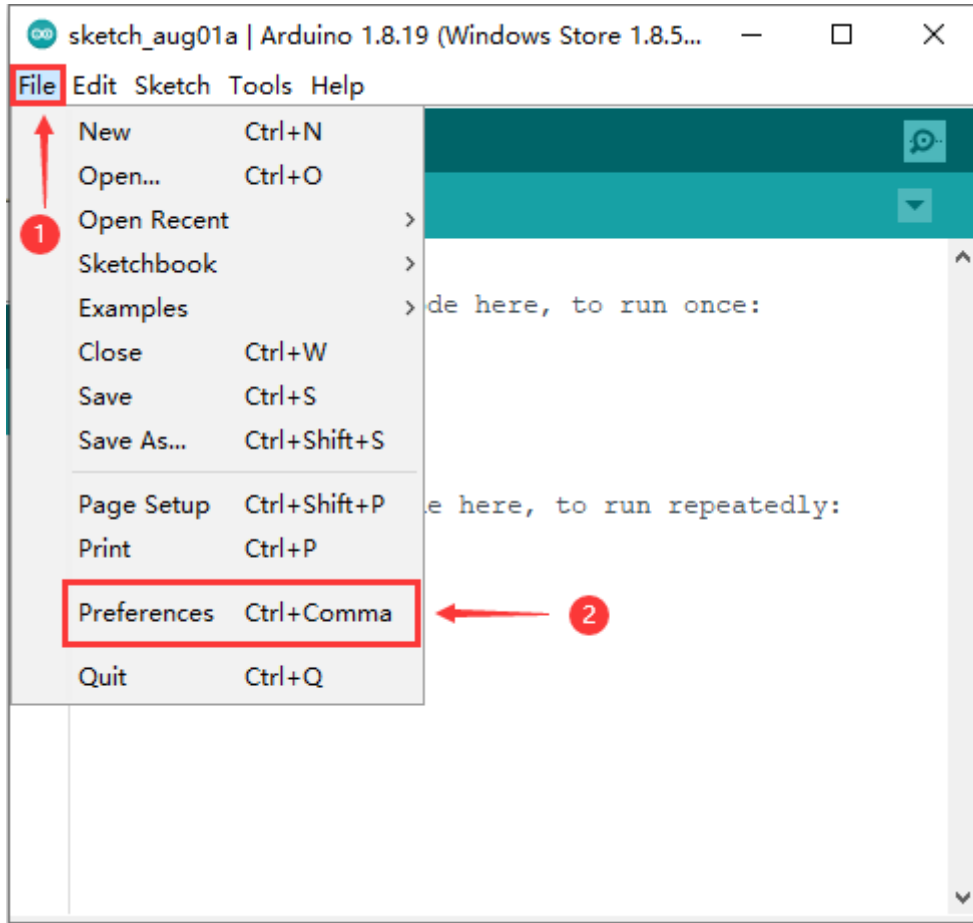 sketch_aug01a | Arduino 1.8.19 (Windows Store 1.8.5...
File Edit Sketch Tools Help
New Ctrl+N
Open... Ctrl+O
Open Recent
1
Sketchbook
Examples
de here, to run once:
Close Ctrl+W
Save Ctrl+S
Save As... Ctrl+Shift+S
Page Setup Ctrl+Shift+P
e here, to run repeatedly:
Print Ctrl+P
Preferences Ctrl+Comma
2
Quit Ctrl+Q